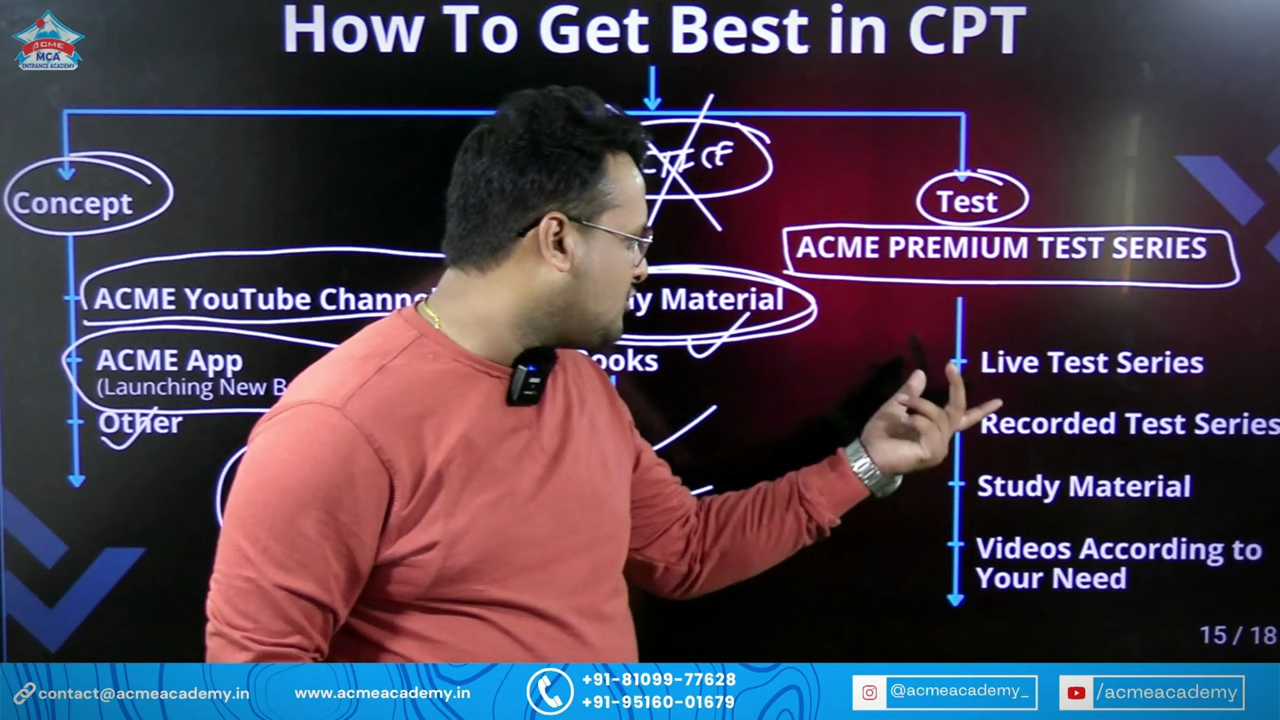 How To Get Best in CPT
ACME
MCA
ENTRANCE ACADEMY
Concept
Test
ACME PREMIUM TEST SERIES
ACME YouTube Channel
Material
ACME App
(Launching New B
Books
Other
Live Test Series
Recorded Test Series
Study Material
Videos According to
Your Need
15 / 18
contact@acmeacademy.in
www.acmeacademy.in
+91-81099-77628
+91-95160-01679
@acmeacademy_
/acmeacademy